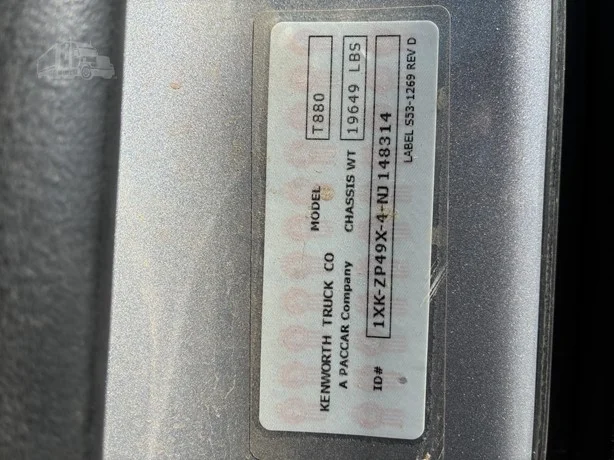 KENWORTH TRUCK CO MODEL T880
A PACCAR Company CHASSIS WT 19649 LBS
ID# 1XK-ZP49X-4-NJ148314
LABEL S53-1269 REV D